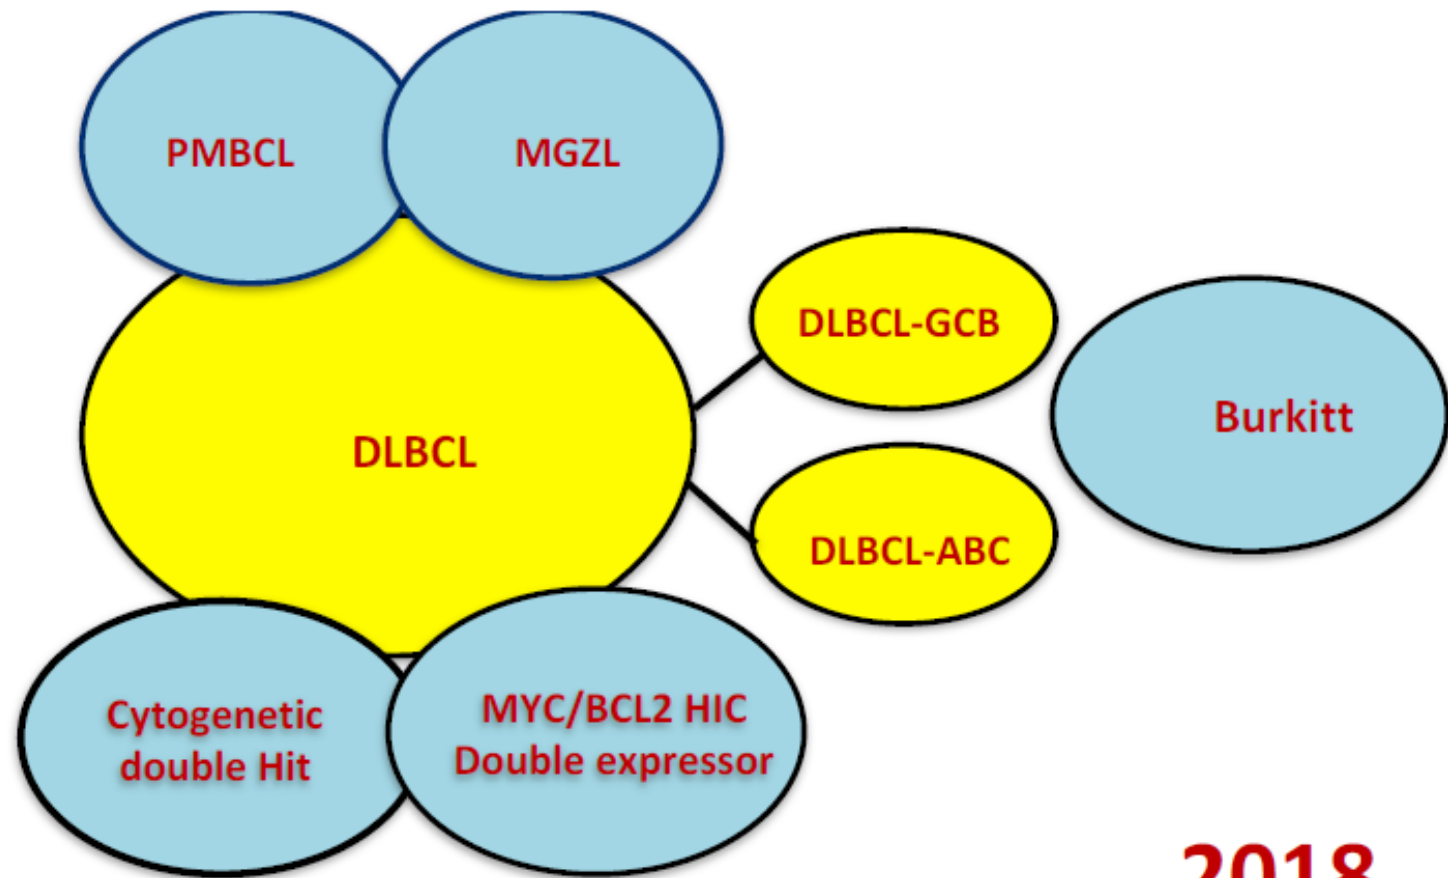 PMBCL
MGZL
DLBCL-GCB
Burkitt
DLBCL
DLBCL-ABC
Cytogenetic
double Hit
MYC/BCL2 HIC
Double expressor
2018